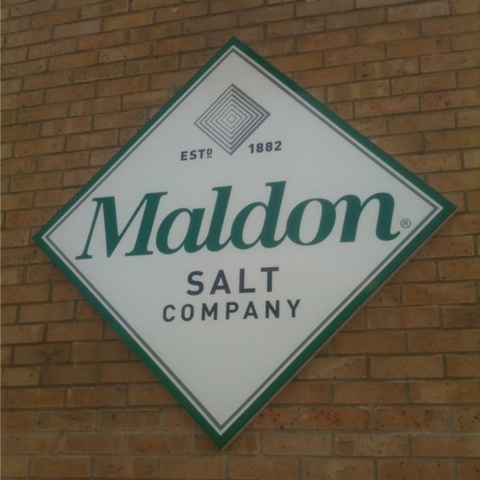 ESTD 1882
Maldon®
SALT
COMPANY